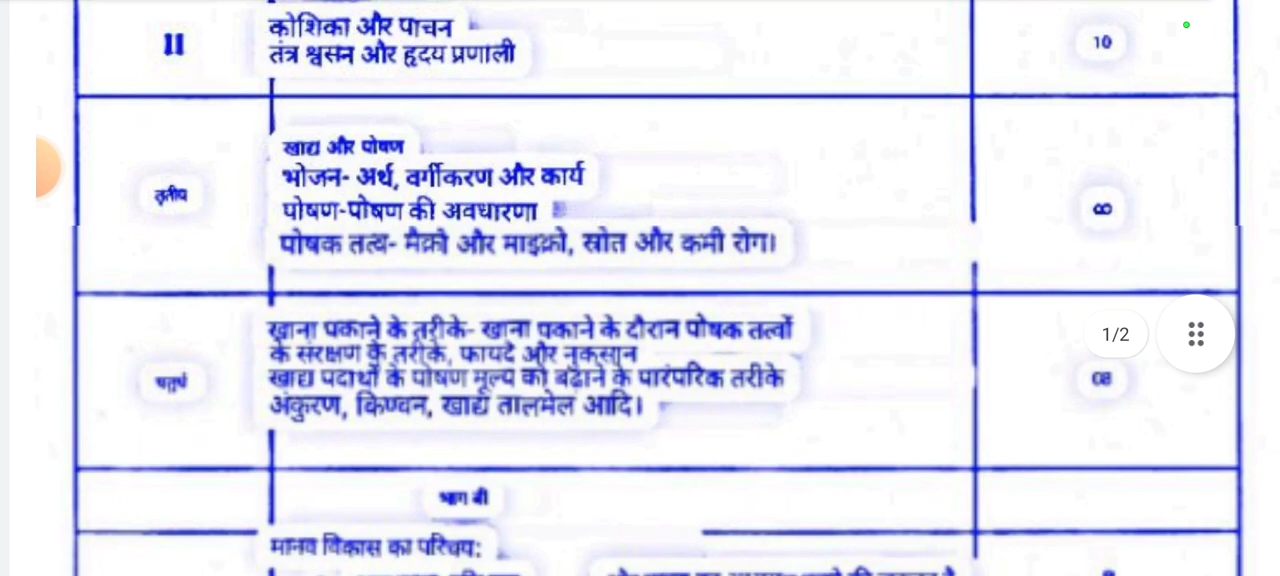 II
कोशिका और पाचन
तंत्र श्वसन और हृदय प्रणाली
10
तृतीय
खाद्य और पोषण
भोजन- अर्थ, वर्गीकरण और कार्य
पोषण-पोषण की अवधारणा
पोषक तत्व- मैक्रो और माइक्रो, स्रोत और कमी रोग।
8
चतुर्थ
खाना पकाने के तरीके- खाना पकाने के दौरान पोषक तत्वों
के संरक्षण के तरीके, फायदे और नुकसान
खाद्य पदार्थों के पोषण मूल्य को बढ़ाने के पारंपरिक तरीके
अंकुरण, किण्वन, खाद्य तालमेल आदि।
08
1/2
भाग बी
मानव विकास का परिचय: